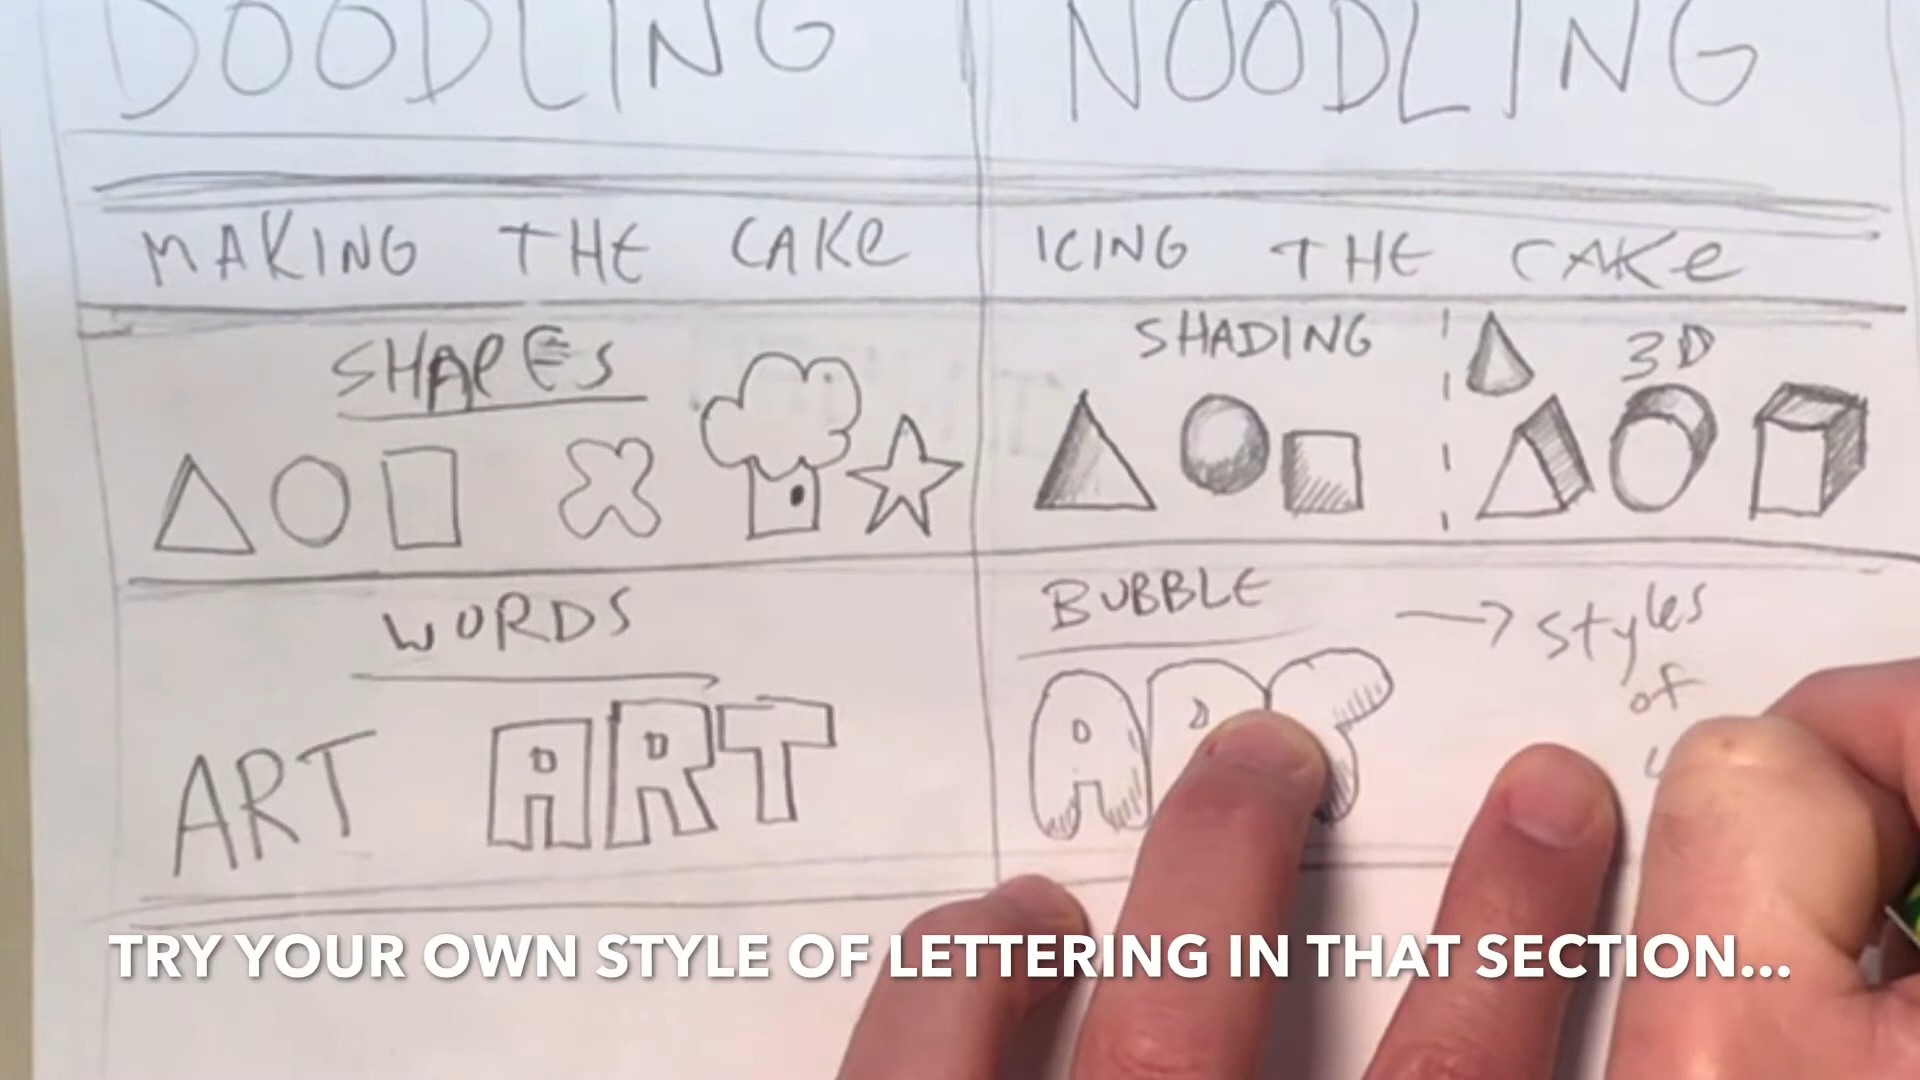 DOODLING
NOODLING
MAKING THE CAKE
ICING THE CAKE
SHAPES
SHADING
3D
WORDS
BUBBLE
→ styles
of
ART ART
TRY YOUR OWN STYLE OF LETTERING IN THAT SECTION...